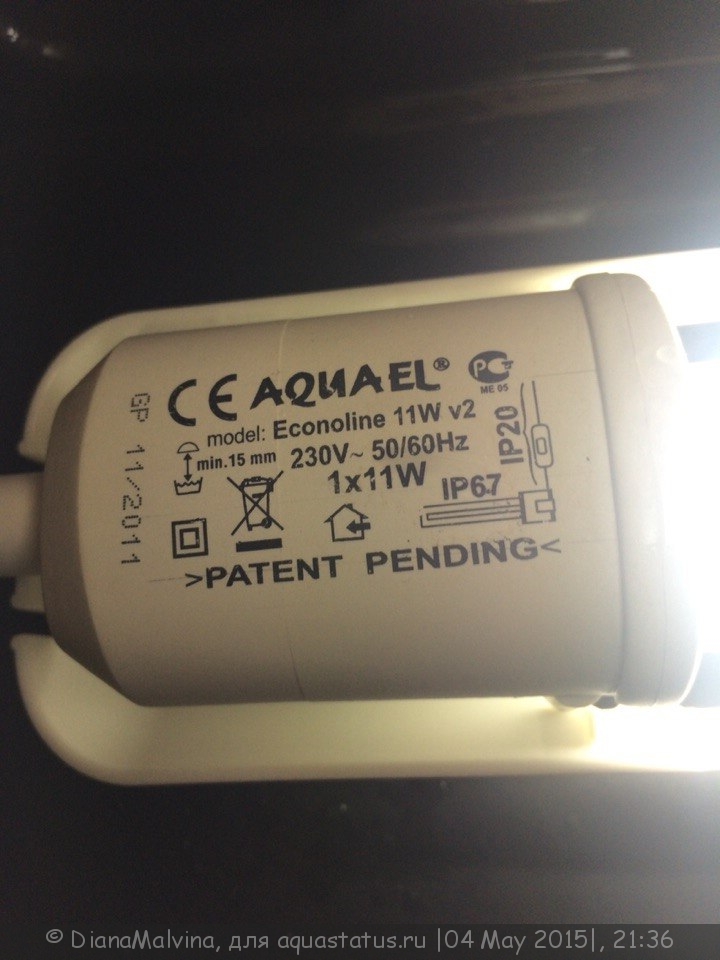 CE AQUAEL®
PC
ME 05
model: Econoline 11W v2
min.15 mm 230V~ 50/60Hz
1x11W
IP20
IP67
>PATENT PENDING<
GP 11/2011
© DianaMalvina, для aquastatus.ru |04 May 2015|, 21:36